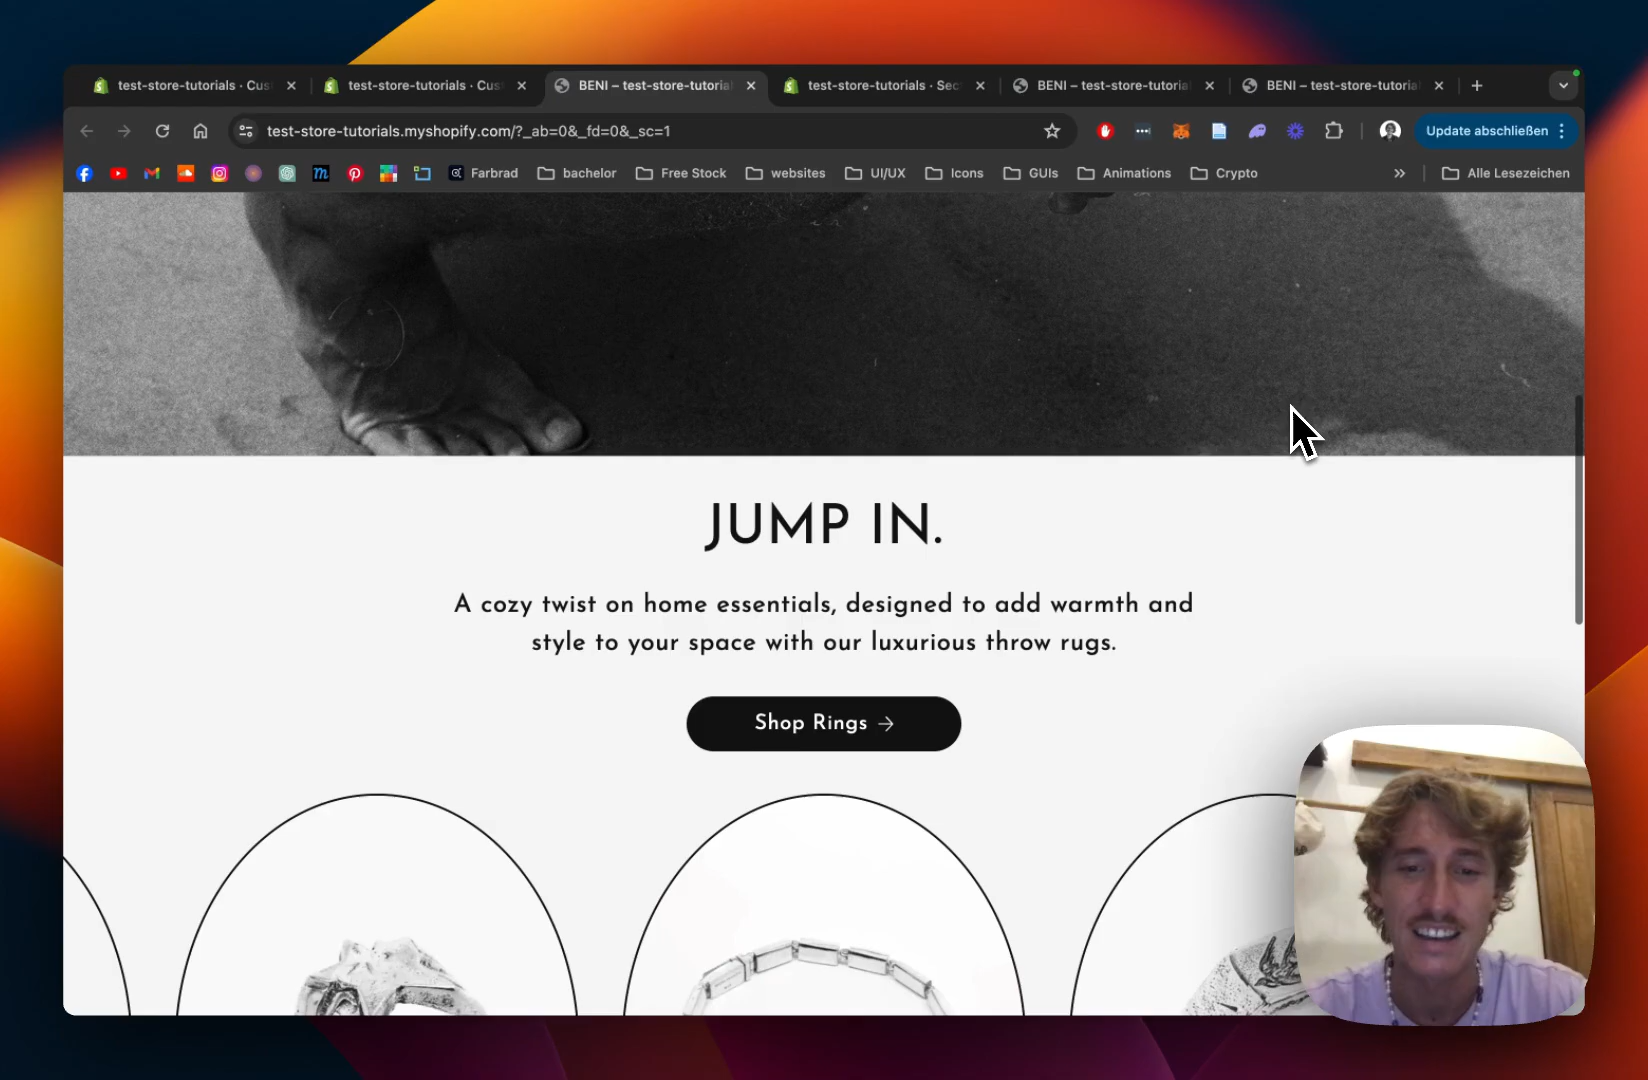 test-store-tutorials · Cus
test-store-tutorials · Cus
BENI – test-store-tutorial
test-store-tutorials · Sec
BENI – test-store-tutorial
BENI – test-store-tutorial
test-store-tutorials.myshopify.com/?_ab=0&_fd=0&_sc=1
Update abschließen
Farbrad
bachelor
Free Stock
websites
UI/UX
Icons
GUIs
Animations
Crypto
Alle Lesezeichen
JUMP IN.
A cozy twist on home essentials, designed to add warmth and
style to your space with our luxurious throw rugs.
Shop Rings →